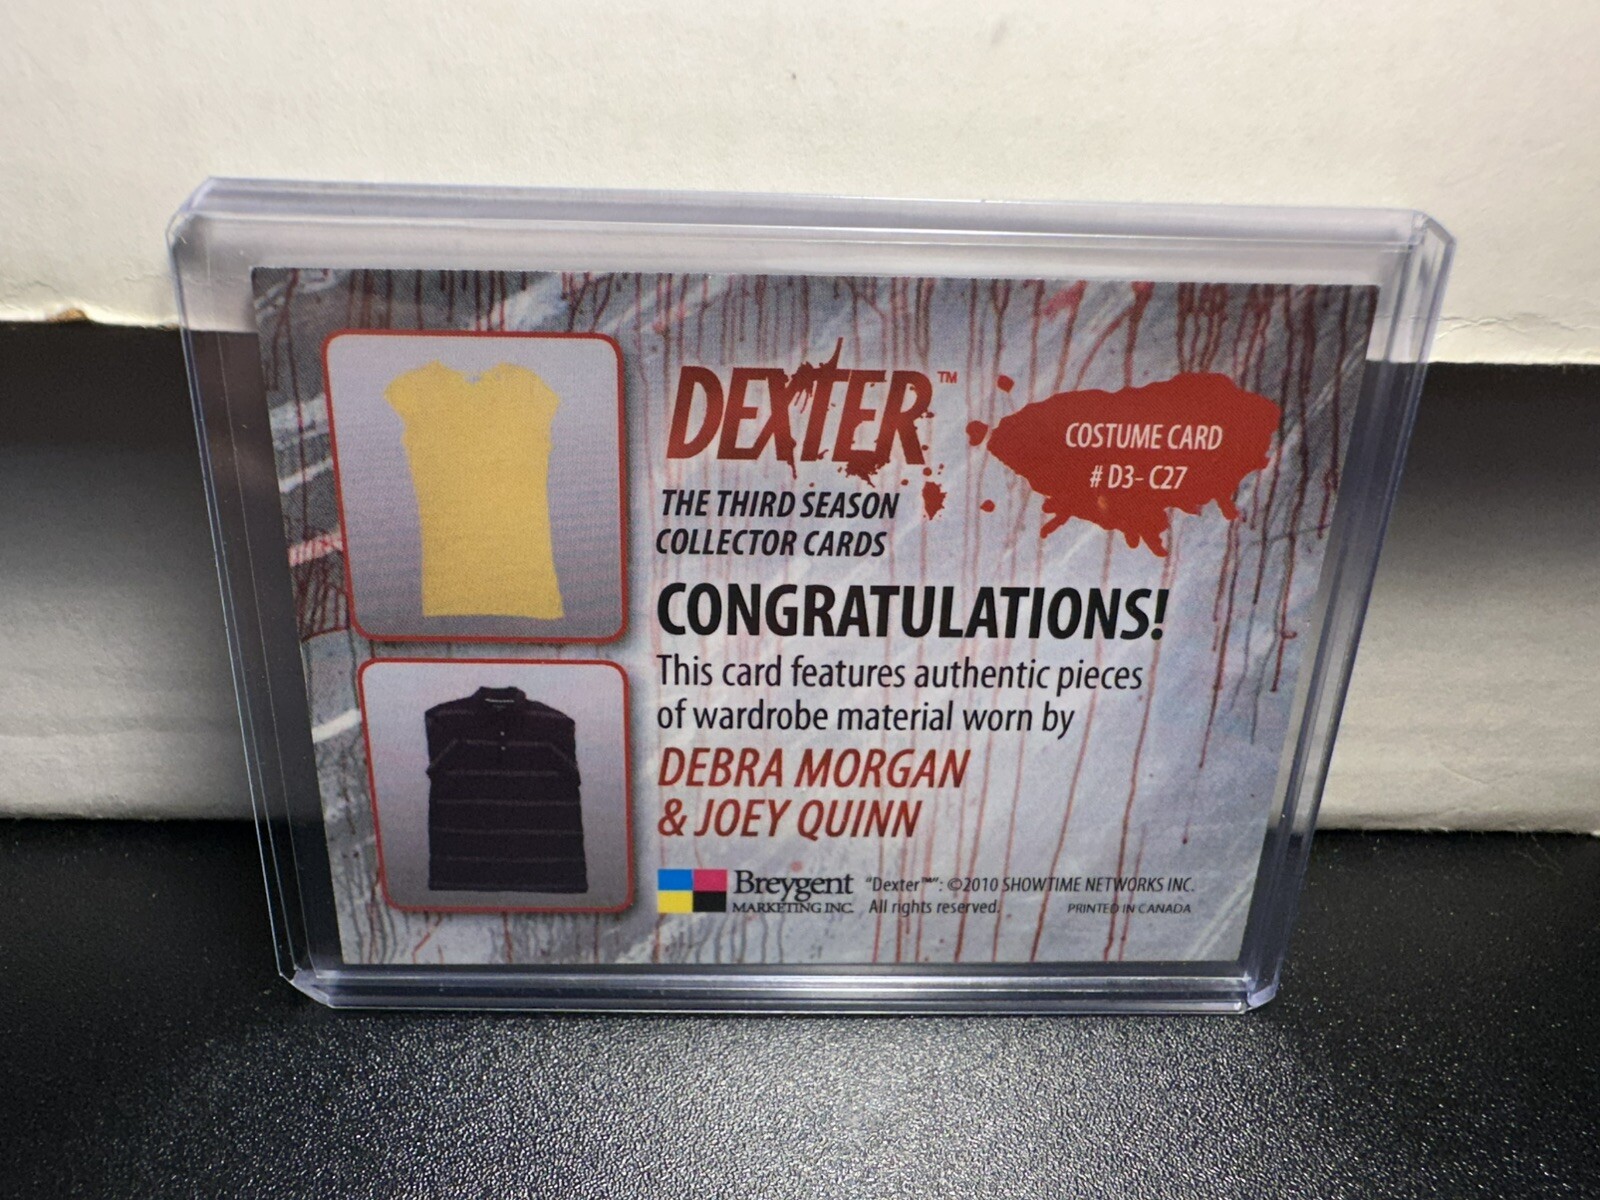 DEXTER™
THE THIRD SEASON
COLLECTOR CARDS
COSTUME CARD
# D3- C27
CONGRATULATIONS!
This card features authentic pieces
of wardrobe material worn by
DEBRA MORGAN
& JOEY QUINN
Breygent
MARKETING INC.
"Dexter™": ©2010 SHOWTIME NETWORKS INC.
All rights reserved.
PRINTED IN CANADA